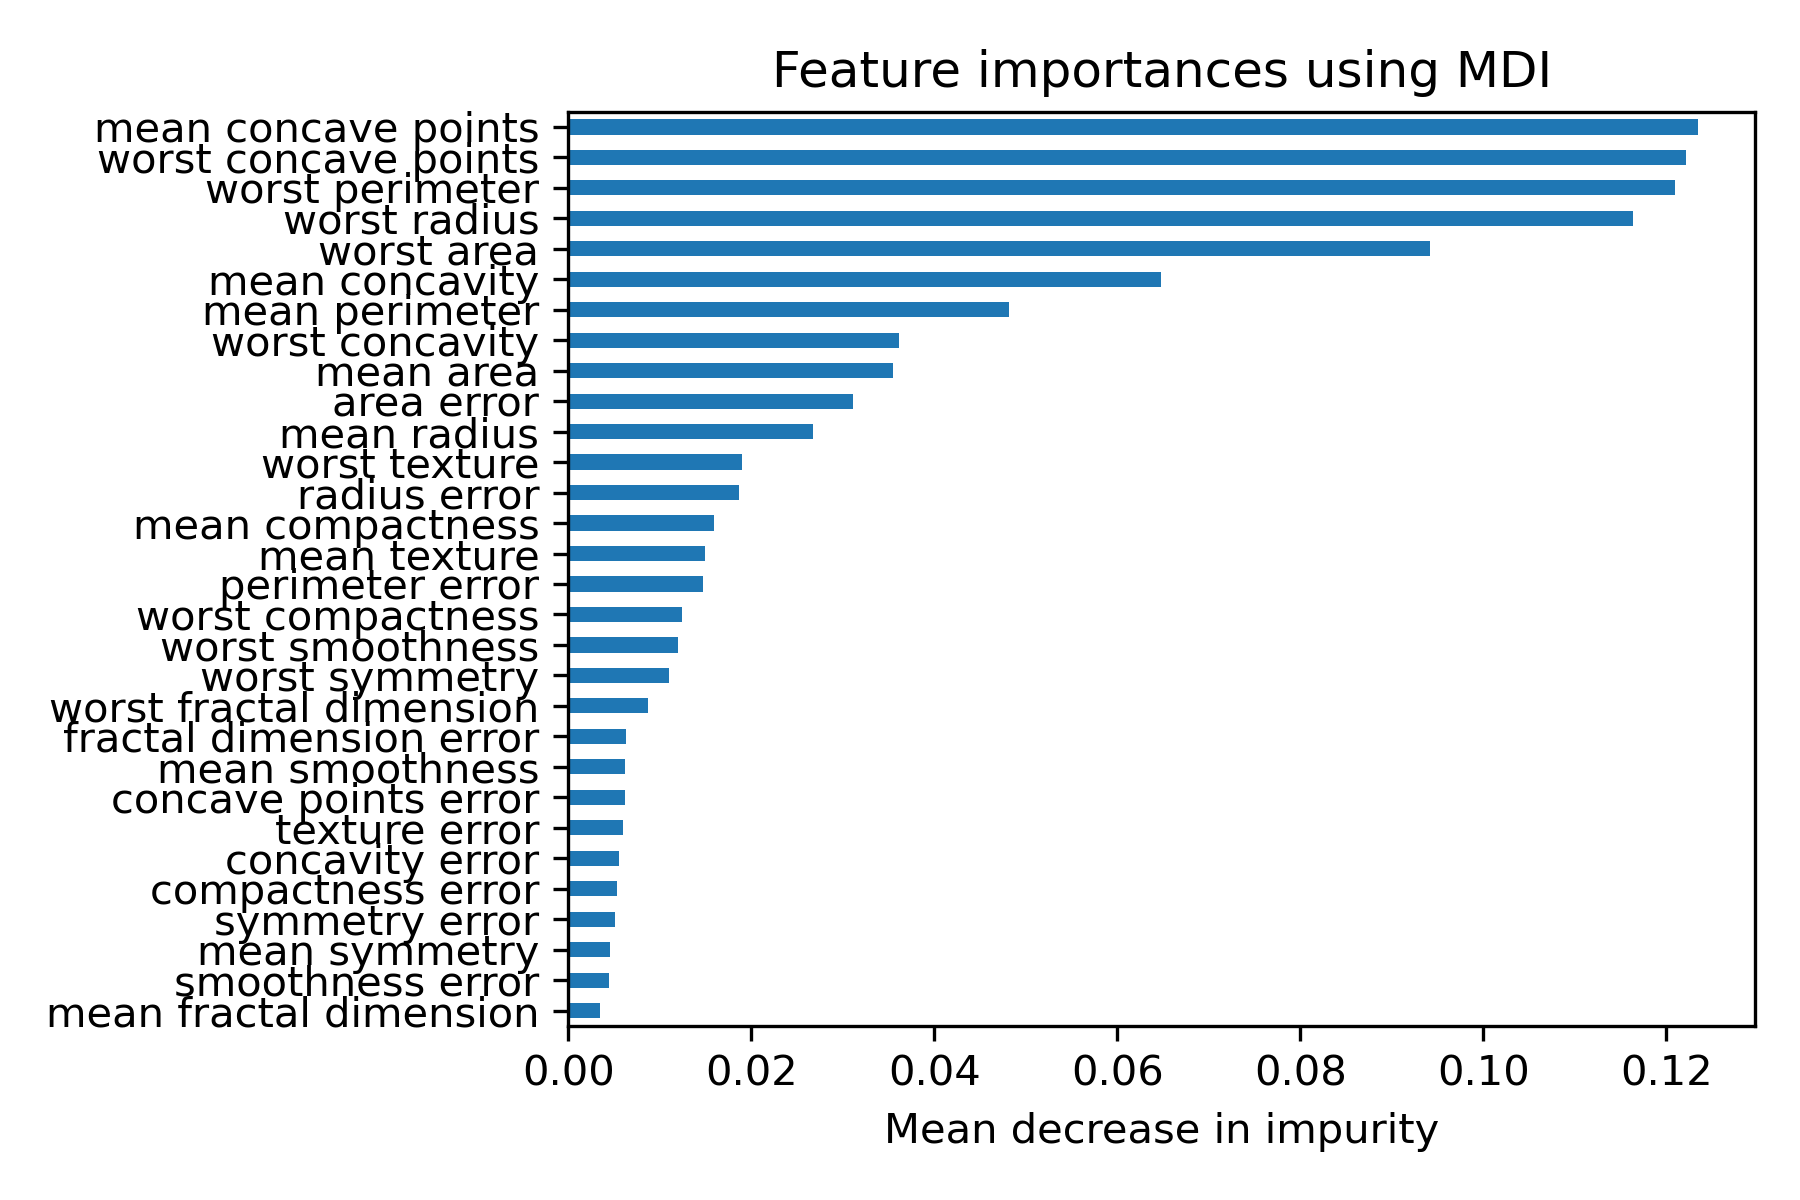 Feature importances using MDI
mean concave points
worst concave points
worst perimeter
worst radius
worst area
mean concavity
mean perimeter
worst concavity
mean area
area error
mean radius
worst texture
radius error
mean compactness
mean texture
perimeter error
worst compactness
worst smoothness
worst symmetry
worst fractal dimension
fractal dimension error
mean smoothness
concave points error
texture error
concavity error
compactness error
symmetry error
mean symmetry
smoothness error
mean fractal dimension
0.00 0.02 0.04 0.06 0.08 0.10 0.12
Mean decrease in impurity